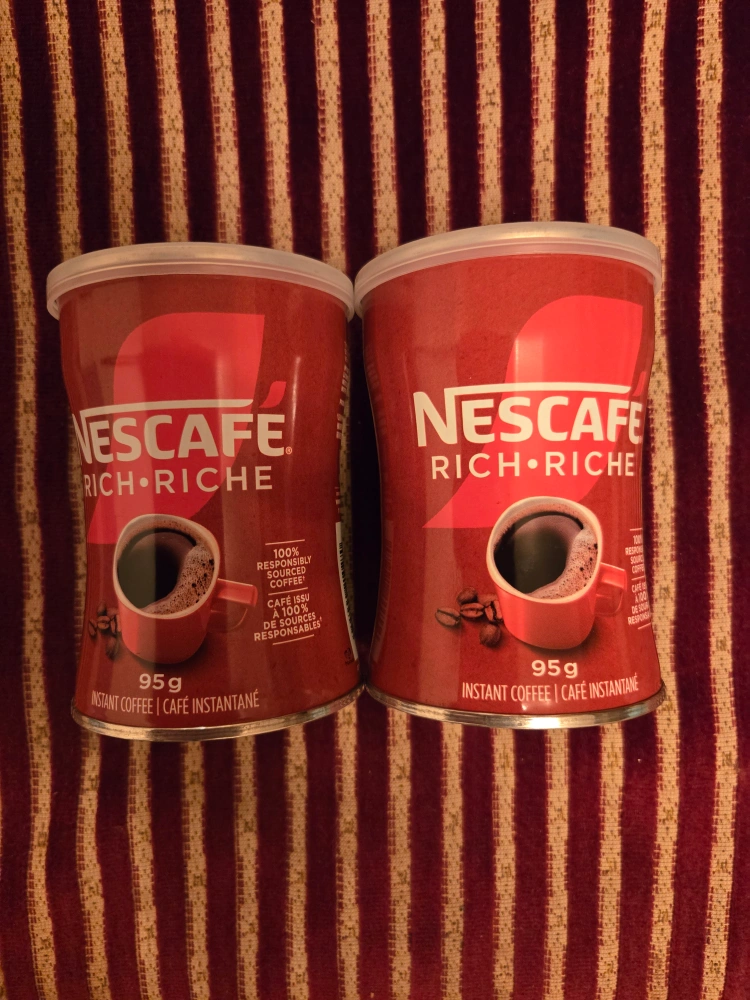 NESCAFÉ®
RICH•RICHE
100%
RESPONSIBLY
SOURCED
COFFEE†
CAFÉ ISSU
À 100%
DE SOURCES
RESPONSABLES†
95g
INSTANT COFFEE | CAFÉ INSTANTANÉ
NESCAFÉ
RICH•RICHE
95g
INSTANT COFFEE | CAFÉ INSTANTANÉ